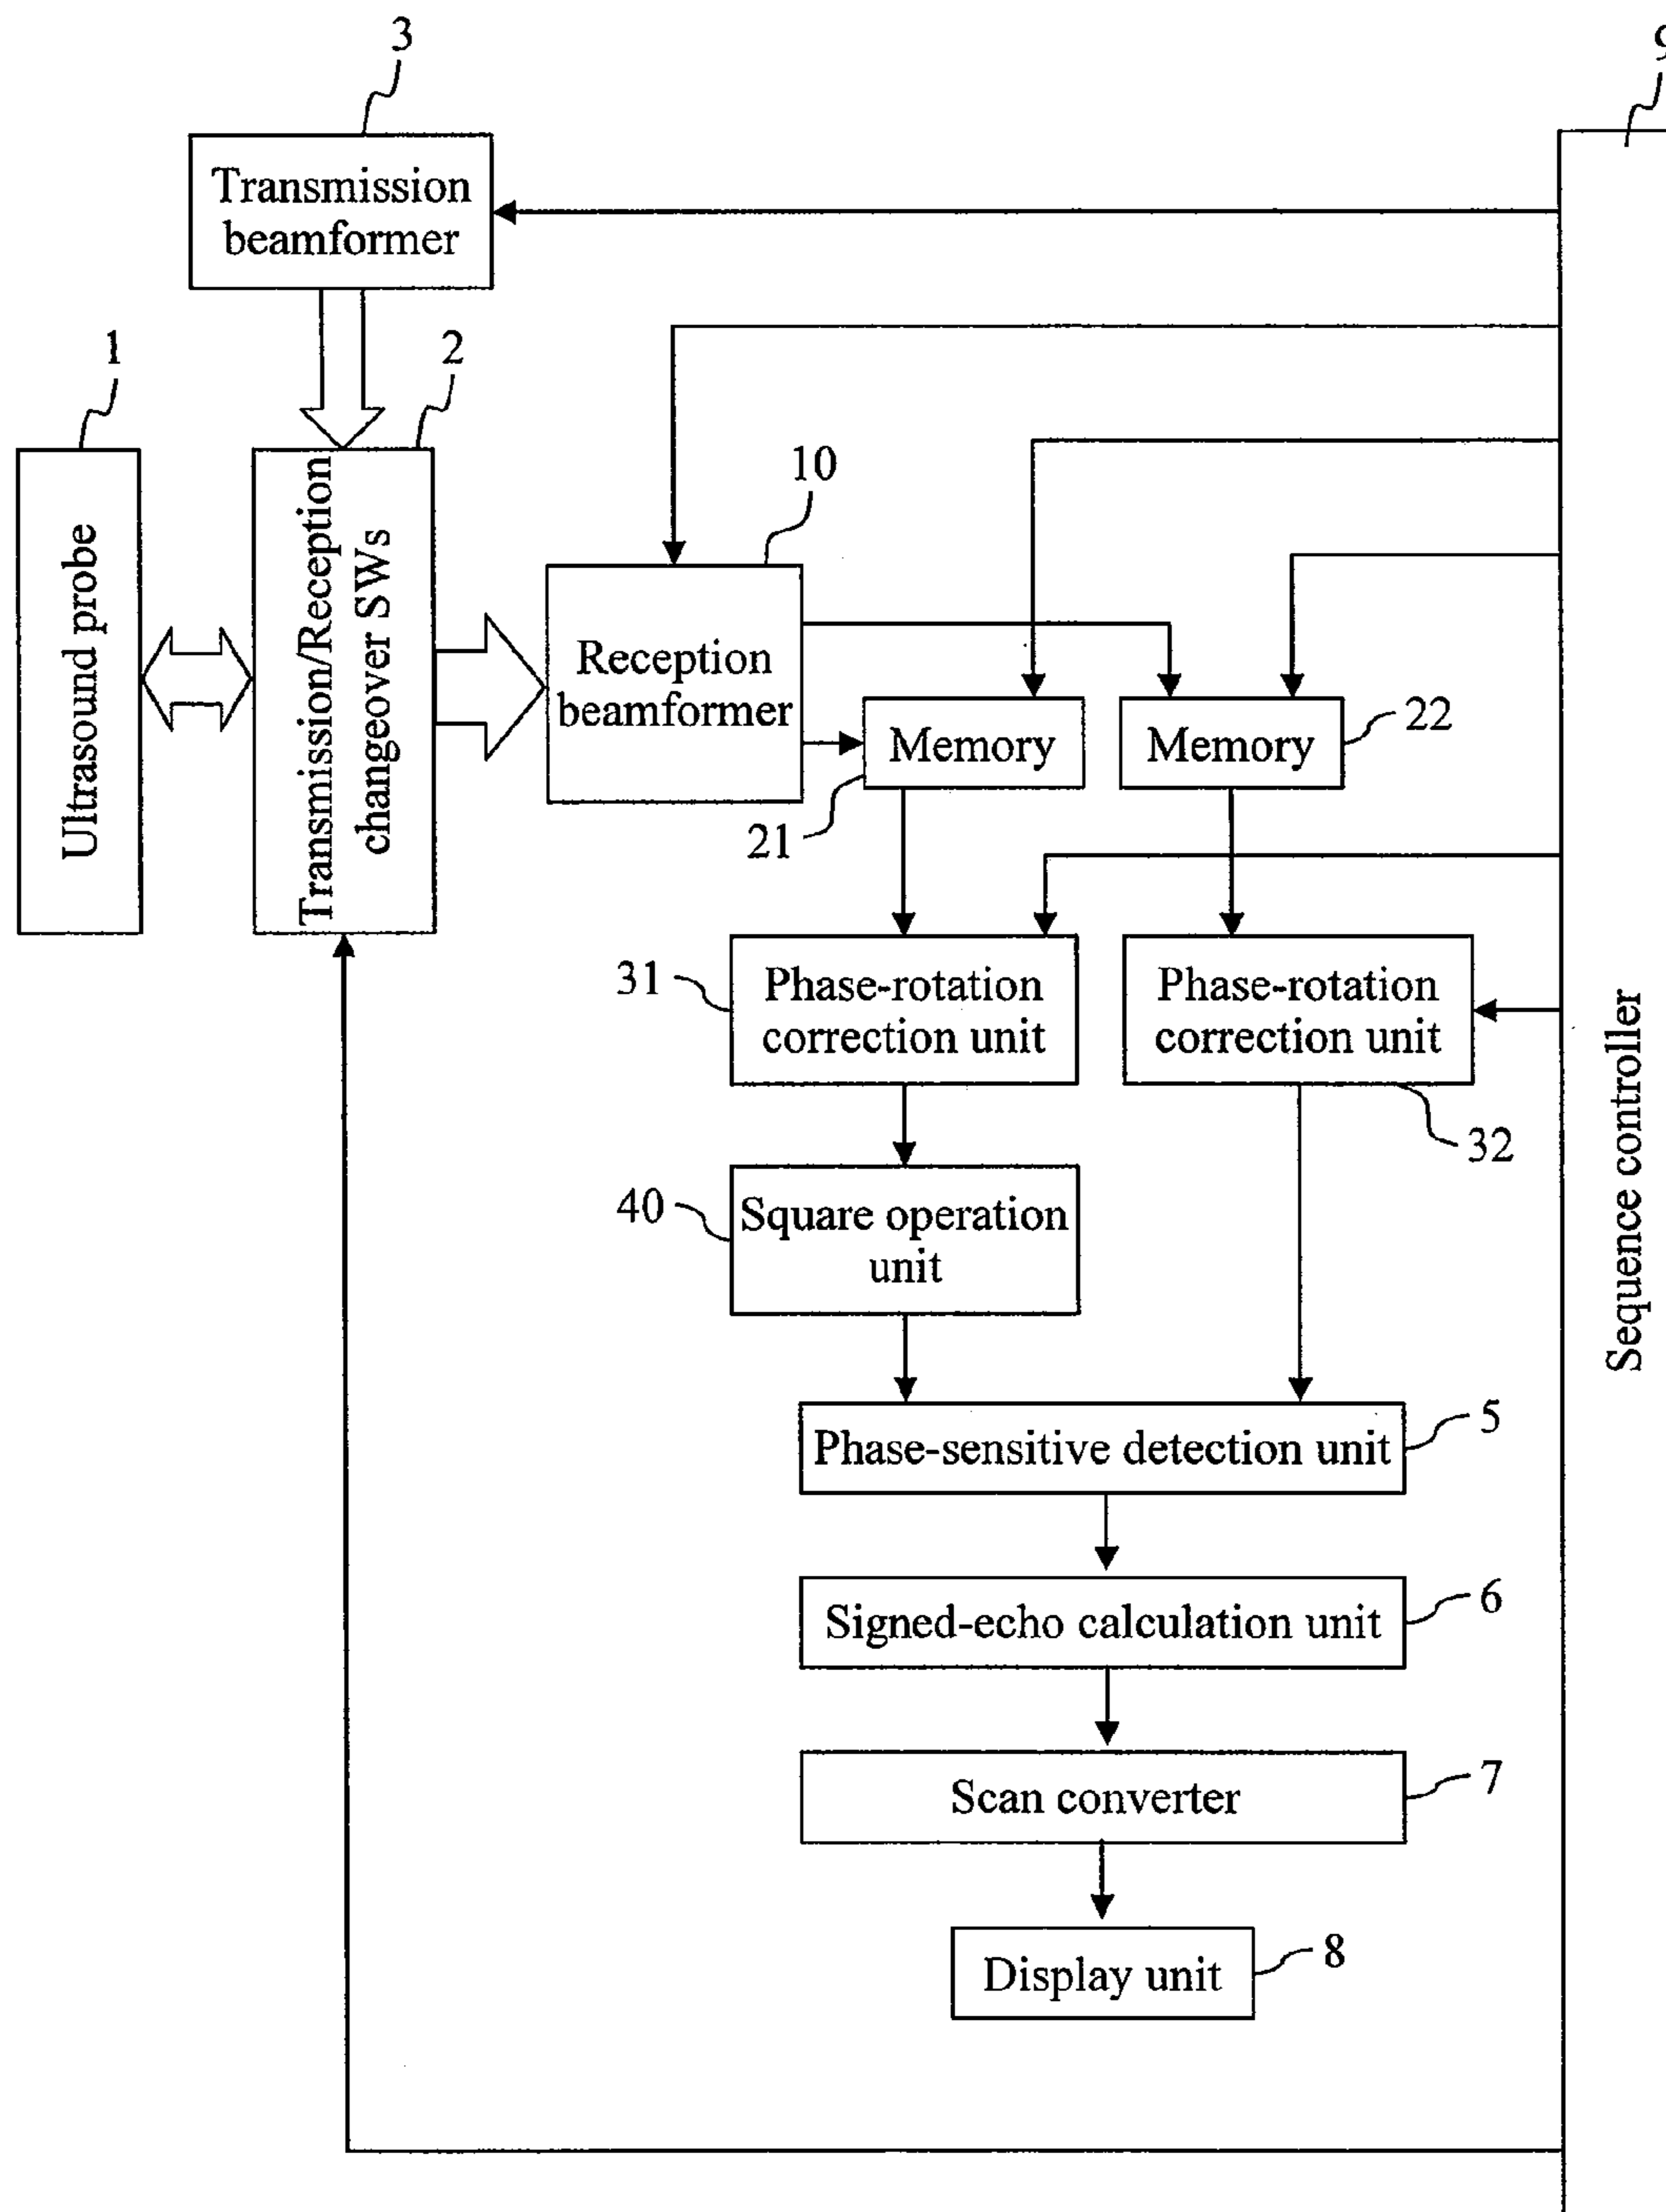 3
9
Transmission
beamformer
1
2
10
Ultrasound probe
Transmission/Reception
changeover SWs
Reception
beamformer
Memory
Memory
22
21
31
Phase-rotation
correction unit
Phase-rotation
correction unit
32
Sequence controller
40
Square operation
unit
Phase-sensitive detection unit
5
Signed-echo calculation unit
6
Scan converter
7
Display unit
8